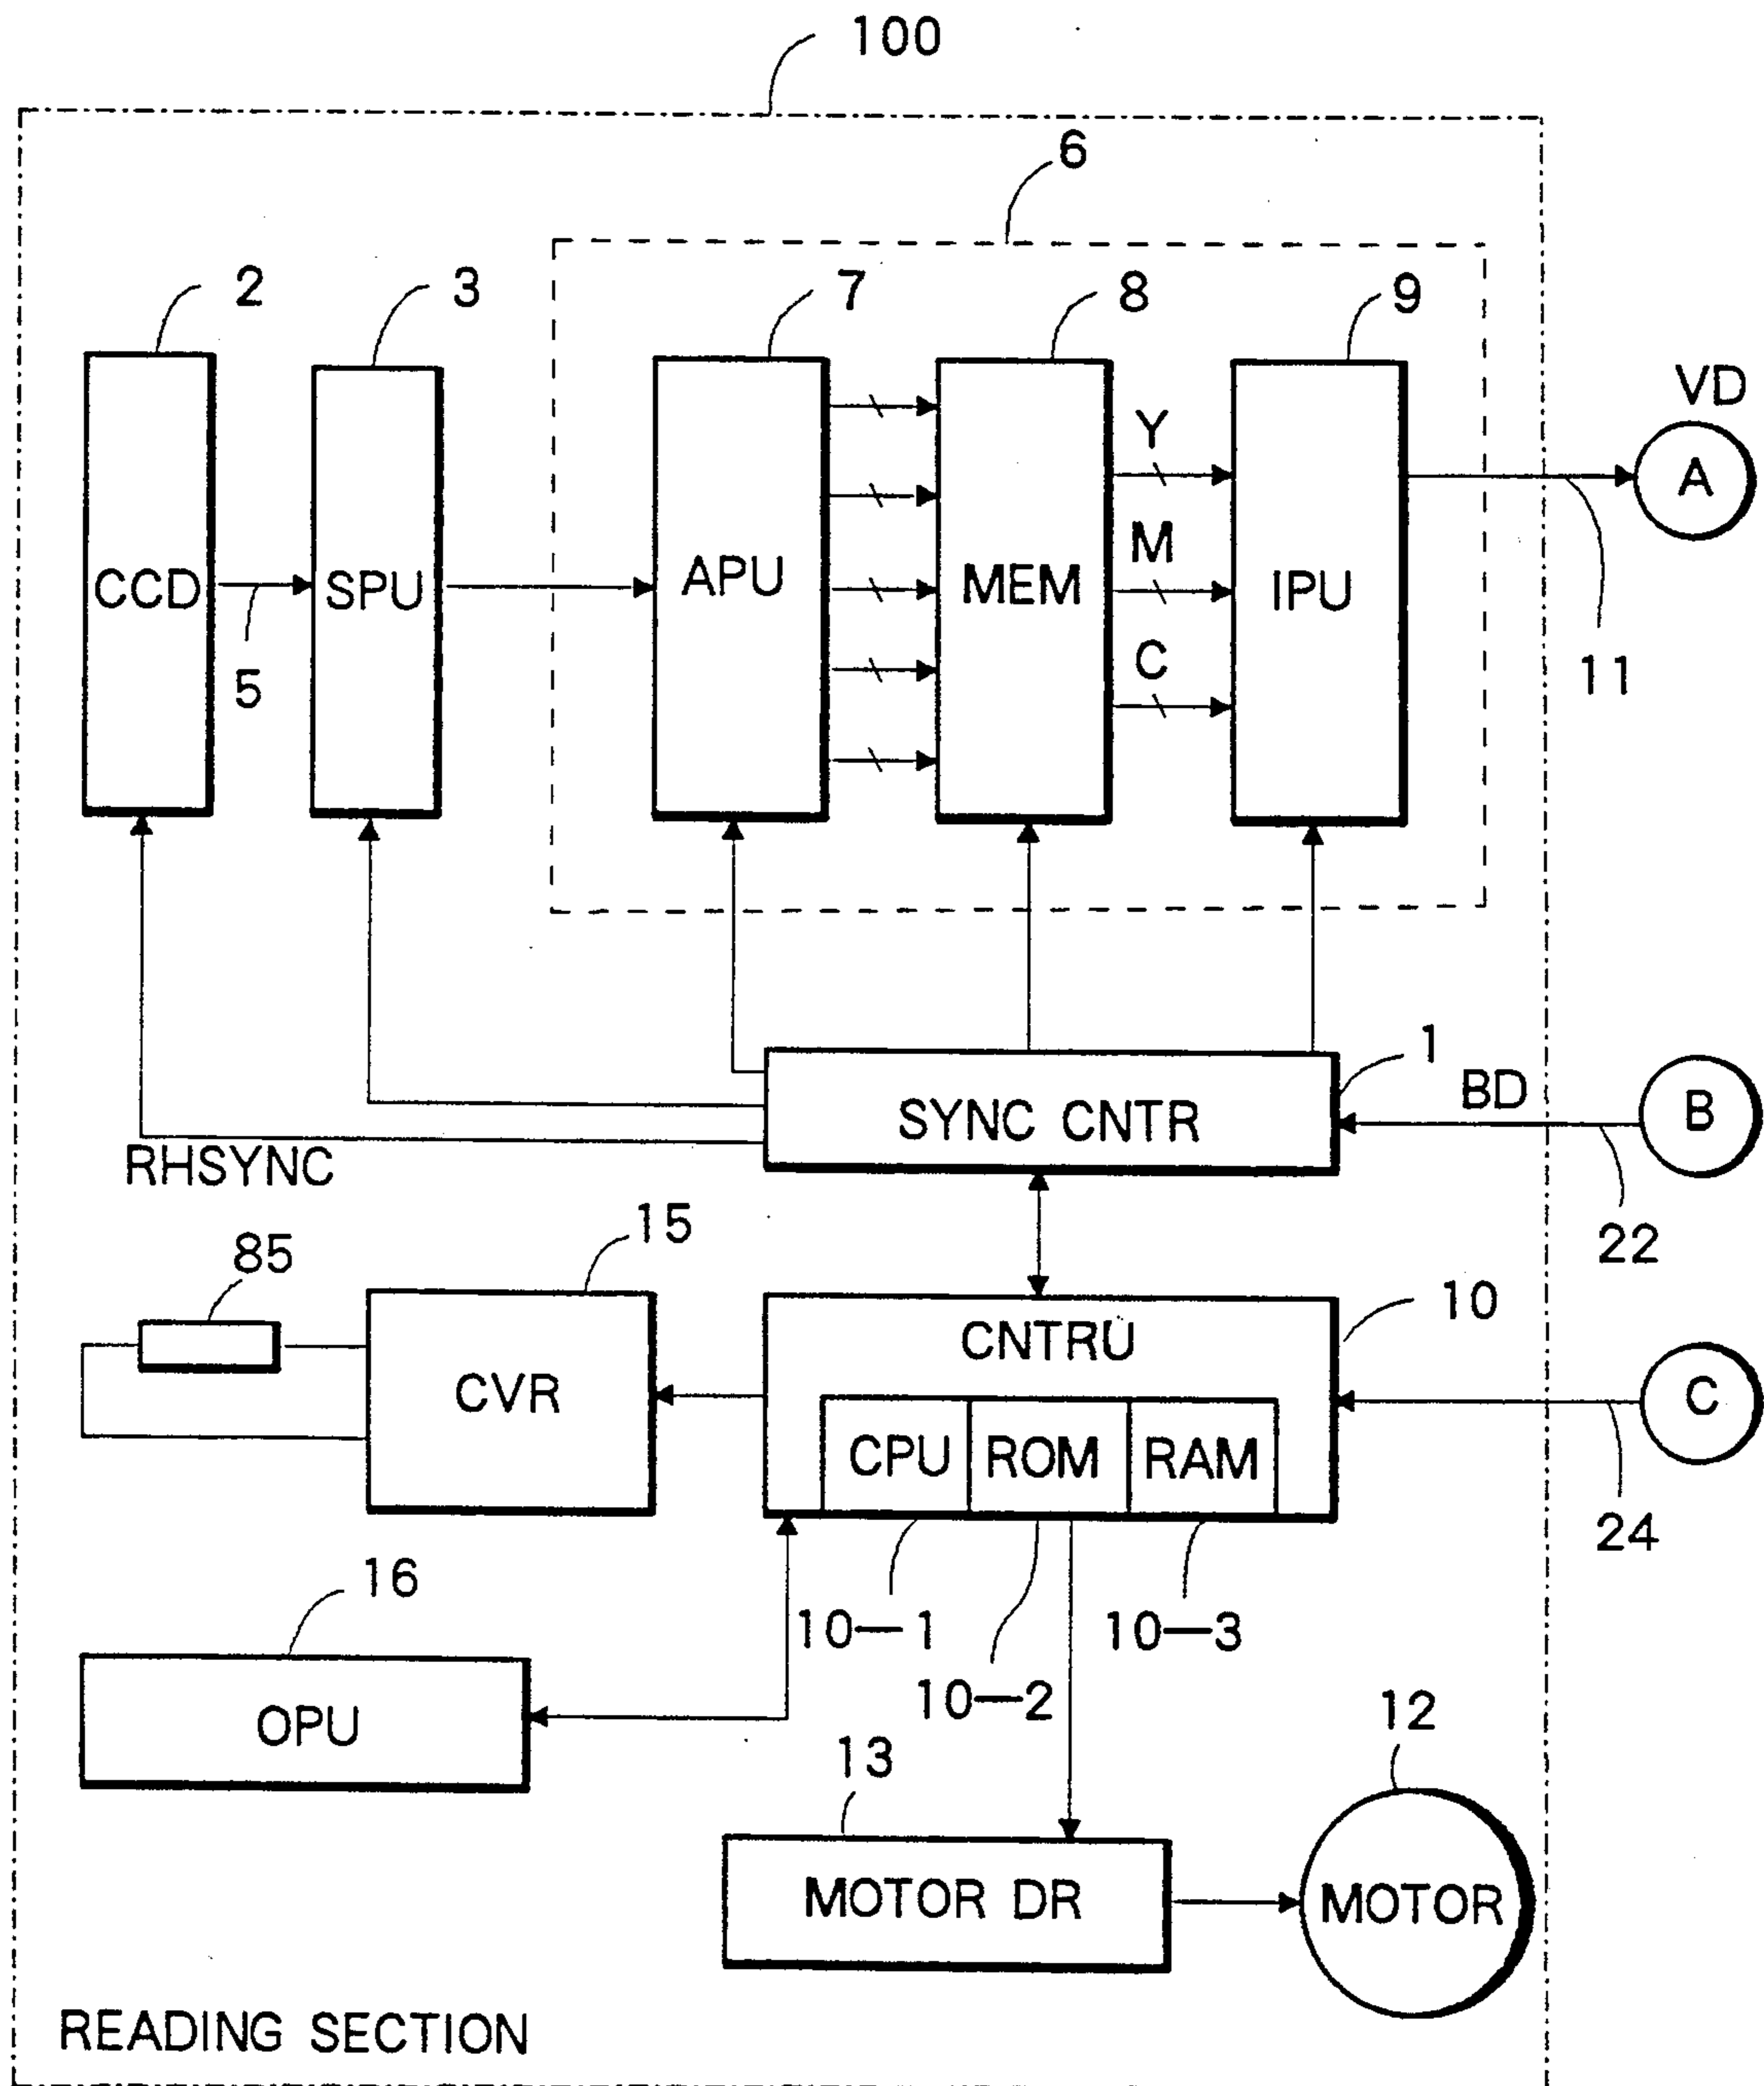 100
6
2
3
7
8
9
VD
A
Y
M
C
CCD
SPU
APU
MEM
IPU
5
11
1
BD
B
SYNC CNTR
RHSYNC
22
15
85
10
CNTRU
CVR
C
CPU ROM RAM
24
16
10-1
10-3
10-2
OPU
12
13
MOTOR DR
MOTOR
READING SECTION